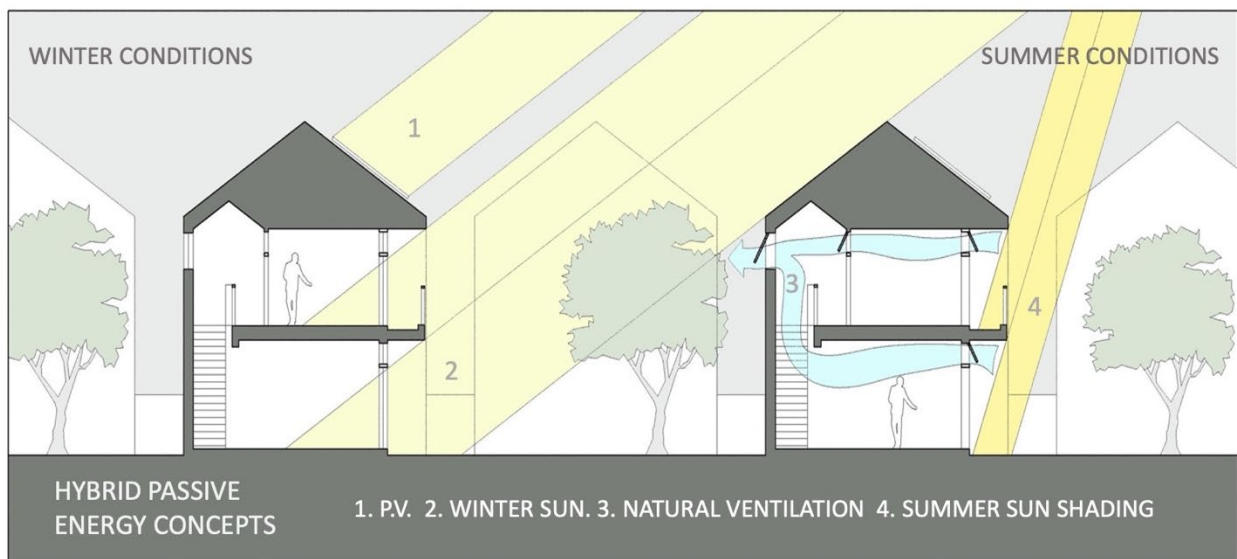 WINTER CONDITIONS
SUMMER CONDITIONS
1
2
3
4
HYBRID PASSIVE
ENERGY CONCEPTS
1. P.V. 2. WINTER SUN. 3. NATURAL VENTILATION 4. SUMMER SUN SHADING